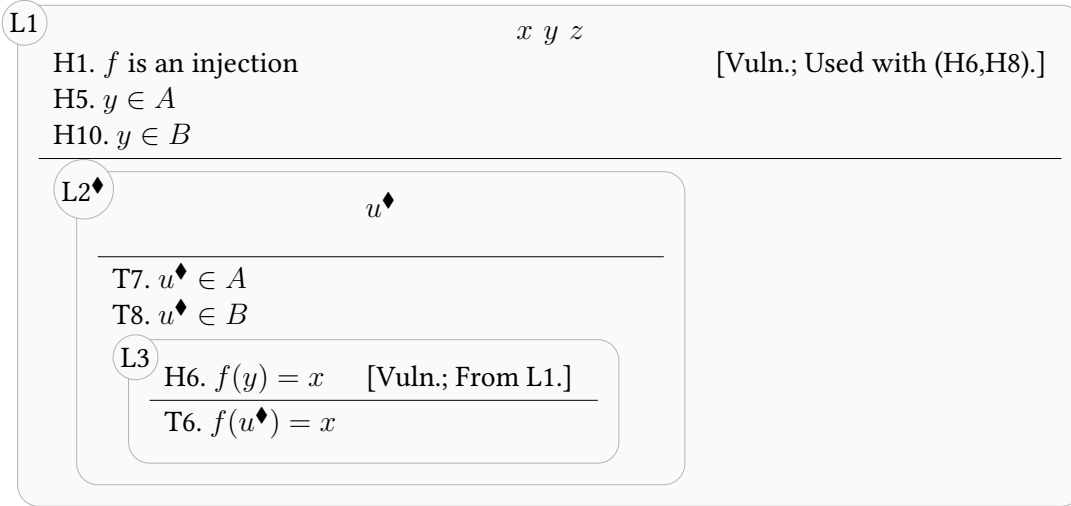 L1
x y z
H1. f is an injection [Vuln.; Used with (H6,H8).]
H5. y ∈ A
H10. y ∈ B
L2♦
u♦
T7. u♦ ∈ A
T8. u♦ ∈ B
L3
H6. f(y) = x [Vuln.; From L1.]
T6. f(u♦) = x